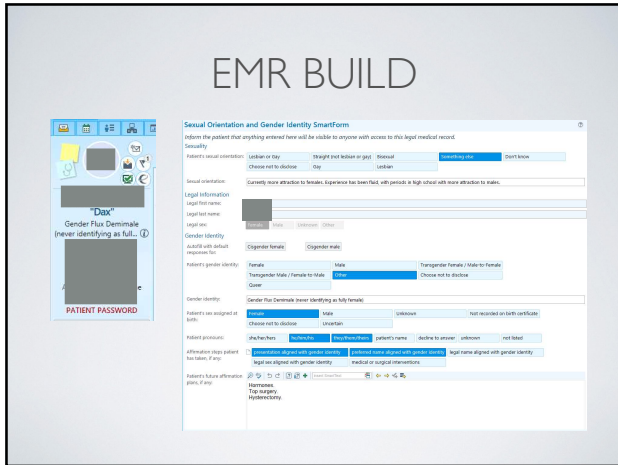 EMR BUILD
"Dax"
Gender Flux Demimale
(never identifying as full...
e
PATIENT PASSWORD
Sexual Orientation and Gender Identity SmartForm
Inform the patient that anything entered here will be visible to anyone with access to this legal medical record.
Sexuality
Patient's sexual orientation: Lesbian or Gay Straight (not lesbian or gay) Bisexual Something else Don't know
Choose not to disclose Gay Lesbian
Sexual orientation: Currently more attraction to females. Experience has been fluid, with periods in high school with more attraction to males.
Legal Information
Legal first name:
Legal last name:
Legal sex: Female Male Unknown Other
Gender Identity
Autofill with default Cisgender female Cisgender male
responses for:
Patient's gender identity: Female Male Transgender Female / Male-to-Female
Transgender Male / Female-to-Male Other Choose not to disclose
Queer
Gender identity: Gender Flux Demimale (never identifying as fully female)
Patient's sex assigned at Female Male Unknown Not recorded on birth certificate
birth: Choose not to disclose Uncertain
Patient pronouns: she/her/hers he/him/his they/them/theirs patient's name decline to answer unknown not listed
Affirmation steps patient presentation aligned with gender identity preferred name aligned with gender identity legal name aligned with gender identity
has taken, if any: legal sex aligned with gender identity medical or surgical interventions
Patient's future affirmation
plans, if any: Hormones.
Top surgery.
Hysterectomy.